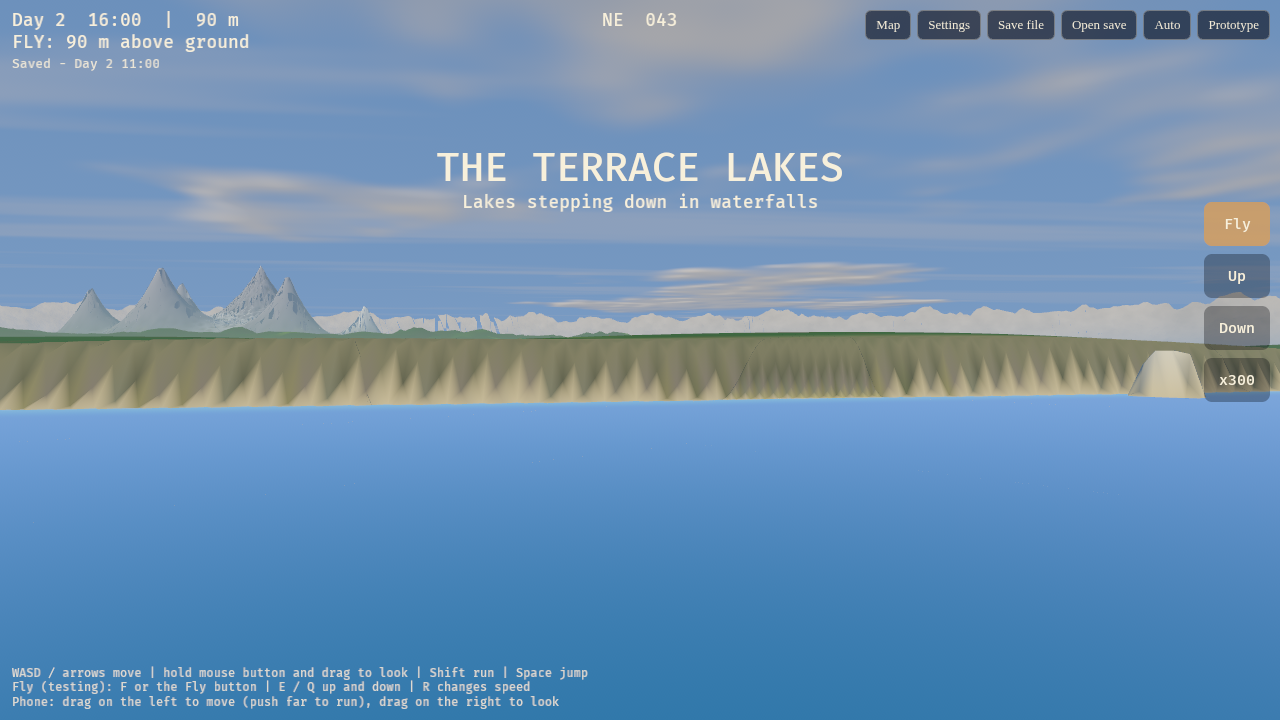 Day 2  16:00  |  90 m
FLY: 90 m above ground
Saved - Day 2 11:00
NE  043
Map
Settings
Save file
Open save
Auto
Prototype
THE TERRACE LAKES
Lakes stepping down in waterfalls
Fly
Up
Down
x300
WASD / arrows move | hold mouse button and drag to look | Shift run | Space jump
Fly (testing): F or the Fly button | E / Q up and down | R changes speed
Phone: drag on the left to move (push far to run), drag on the right to look